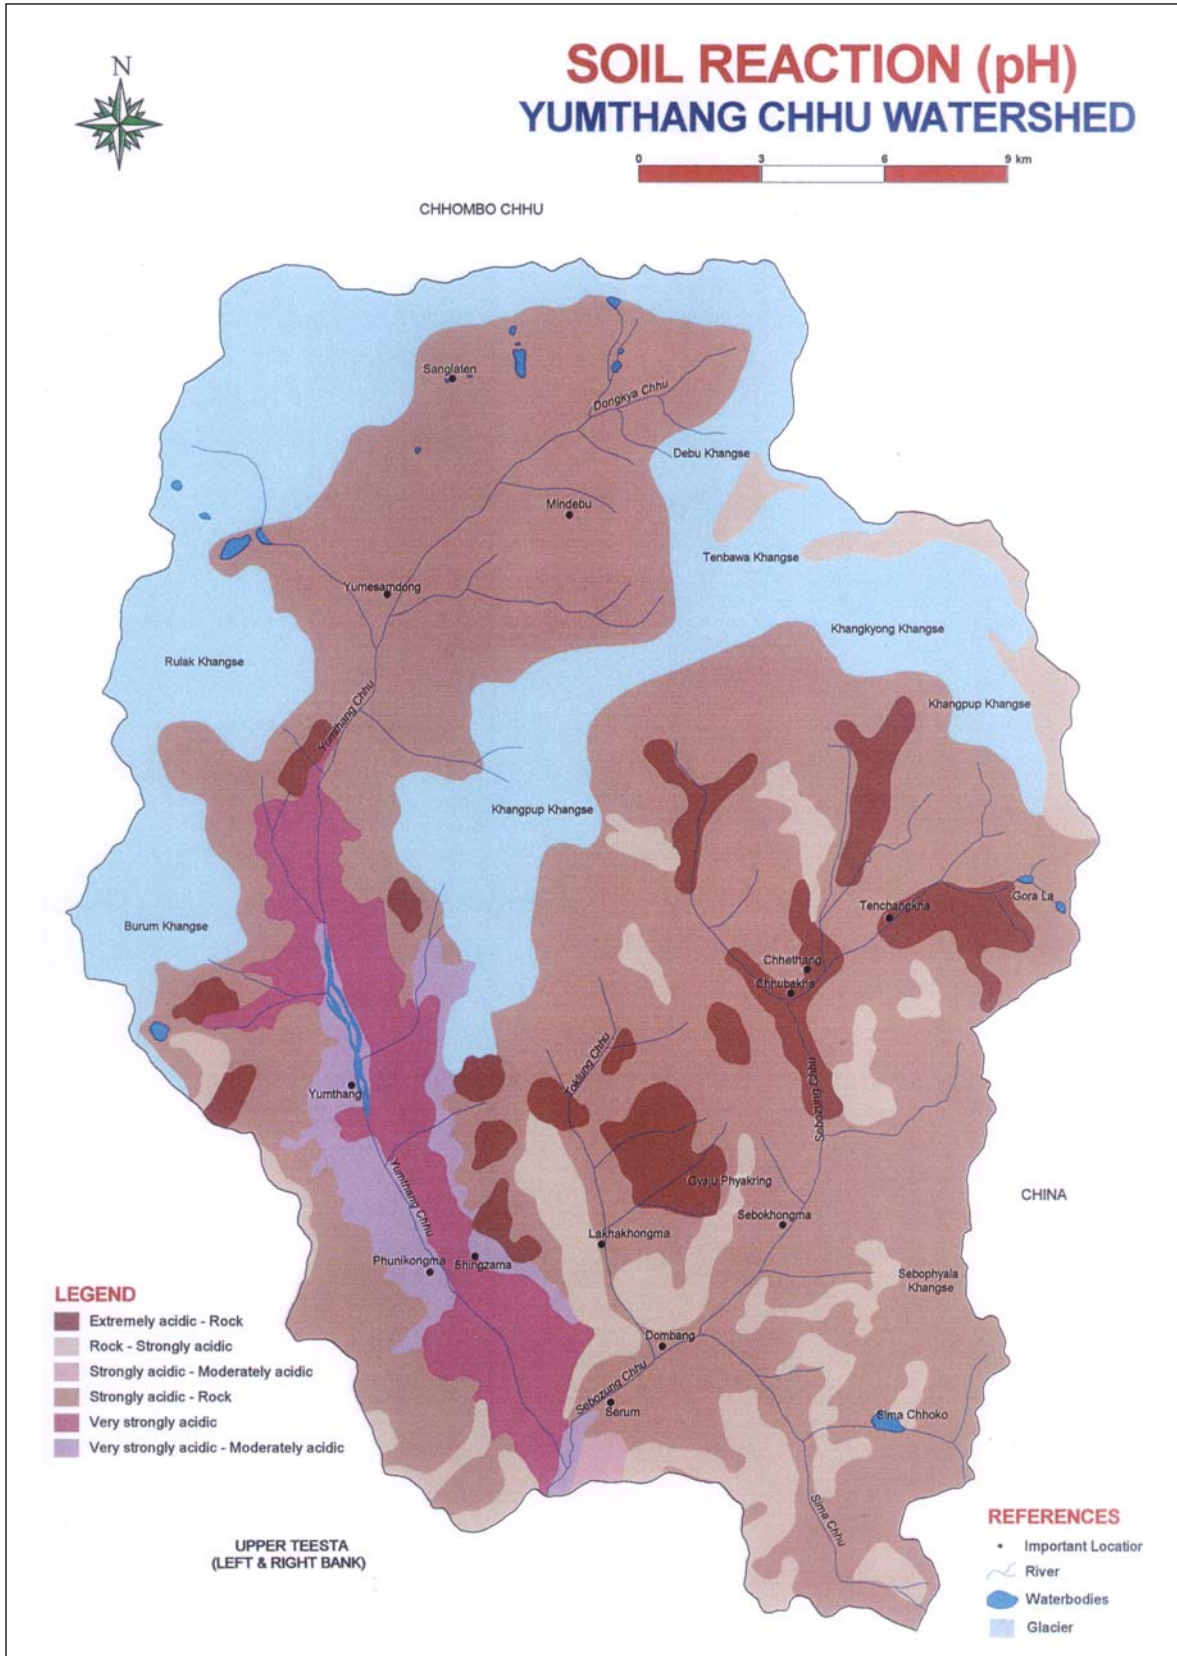 SOIL REACTION (pH)
YUMTHANG CHHU WATERSHED
N
0 3 6 9 km
CHHOMBO CHHU
Sanglaten
Dongkya Chhu
Debu Khangse
Mindebu
Tenbawa Khangse
Yumesamdong
Khangkyong Khangse
Rulak Khangse
Khangpup Khangse
Yumthang Chhu
Khangpup Khangse
Gora La
Tenchangkha
Burum Khangse
Chhethang
Chhubakha
Toklung Chhu
Yumthang
Sebozung Chhu
Gyaju Phyakring
CHINA
Yumthang Chhu
Sebokhongma
Lakhakhongma
Phunikongma
Shingzama
Sebophyala
Khangse
Dombang
Sebozung Chhu
Serum
Sima Chhoko
Sima Chhu
LEGEND
Extremely acidic - Rock
Rock - Strongly acidic
Strongly acidic - Moderately acidic
Strongly acidic - Rock
Very strongly acidic
Very strongly acidic - Moderately acidic
UPPER TEESTA
(LEFT & RIGHT BANK)
REFERENCES
Important Location
River
Waterbodies
Glacier